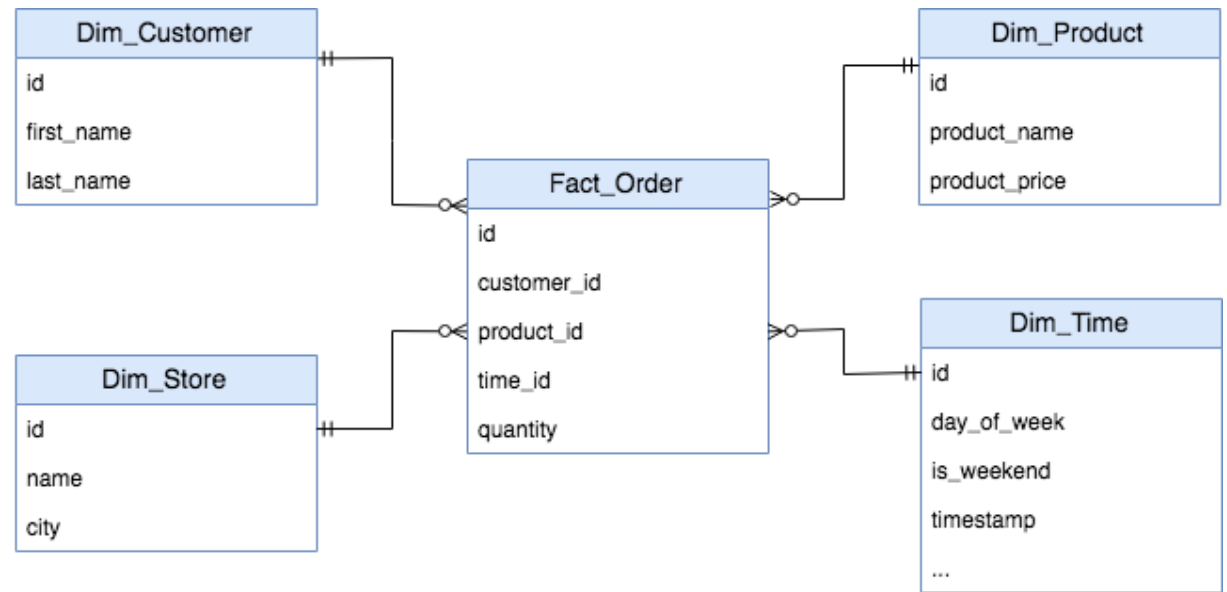 Dim_Customer
id
first_name
last_name
Dim_Product
id
product_name
product_price
Fact_Order
id
customer_id
product_id
time_id
quantity
Dim_Store
id
name
city
Dim_Time
id
day_of_week
is_weekend
timestamp
...